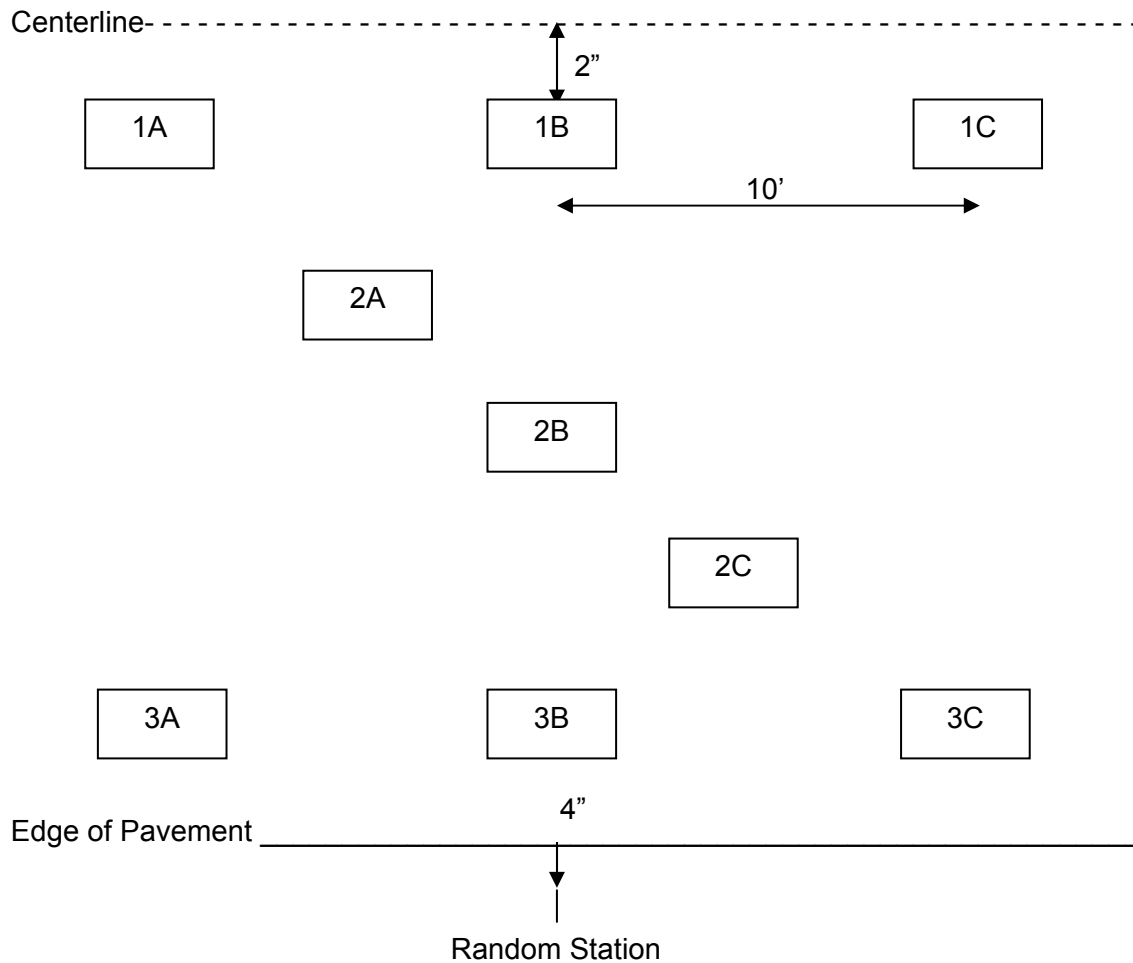 Centerline
2”
1A 1B 1C
10’
2A
2B
2C
3A 3B 3C
4”
Edge of Pavement
Random Station